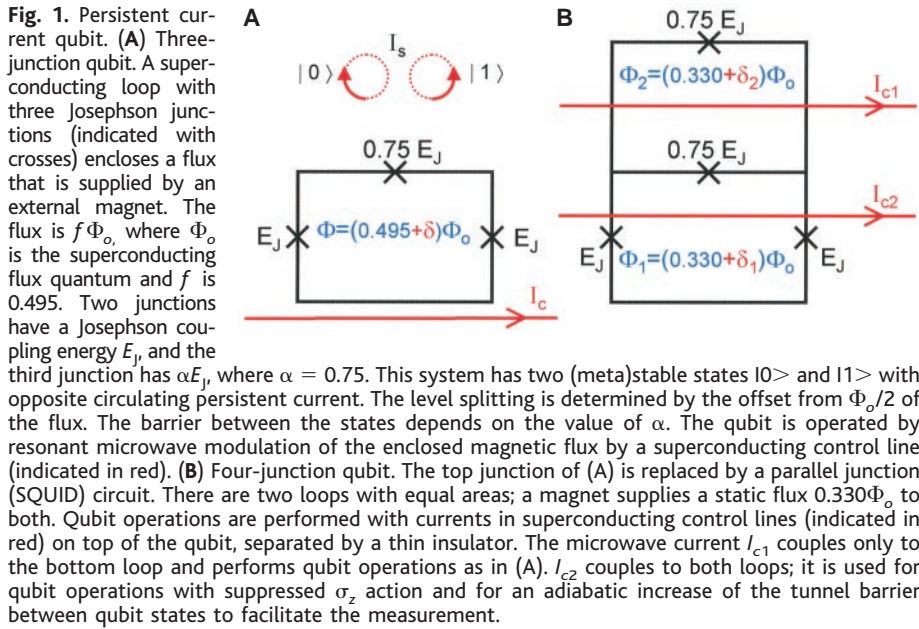 Fig. 1. Persistent cur-
rent qubit. (A) Three-
junction qubit. A super-
conducting loop with
three Josephson junc-
tions (indicated with
crosses) encloses a flux
that is supplied by an
external magnet. The
flux is fΦo, where Φo
is the superconducting
flux quantum and f is
0.495. Two junctions
have a Josephson cou-
pling energy EJ, and the
third junction has αEJ, where α = 0.75. This system has two (meta)stable states I0> and I1> with
opposite circulating persistent current. The level splitting is determined by the offset from Φo/2 of
the flux. The barrier between the states depends on the value of α. The qubit is operated by
resonant microwave modulation of the enclosed magnetic flux by a superconducting control line
(indicated in red). (B) Four-junction qubit. The top junction of (A) is replaced by a parallel junction
(SQUID) circuit. There are two loops with equal areas; a magnet supplies a static flux 0.330Φo to
both. Qubit operations are performed with currents in superconducting control lines (indicated in
red) on top of the qubit, separated by a thin insulator. The microwave current Ic1 couples only to
the bottom loop and performs qubit operations as in (A). Ic2 couples to both loops; it is used for
qubit operations with suppressed σz action and for an adiabatic increase of the tunnel barrier
between qubit states to facilitate the measurement.
A
Is
| 0 ⟩
| 1 ⟩
0.75 EJ
EJ
Φ=(0.495+δ)Φo
EJ
Ic
B
0.75 EJ
Φ2=(0.330+δ2)Φo
Ic1
0.75 EJ
Ic2
EJ
Φ1=(0.330+δ1)Φo
EJ